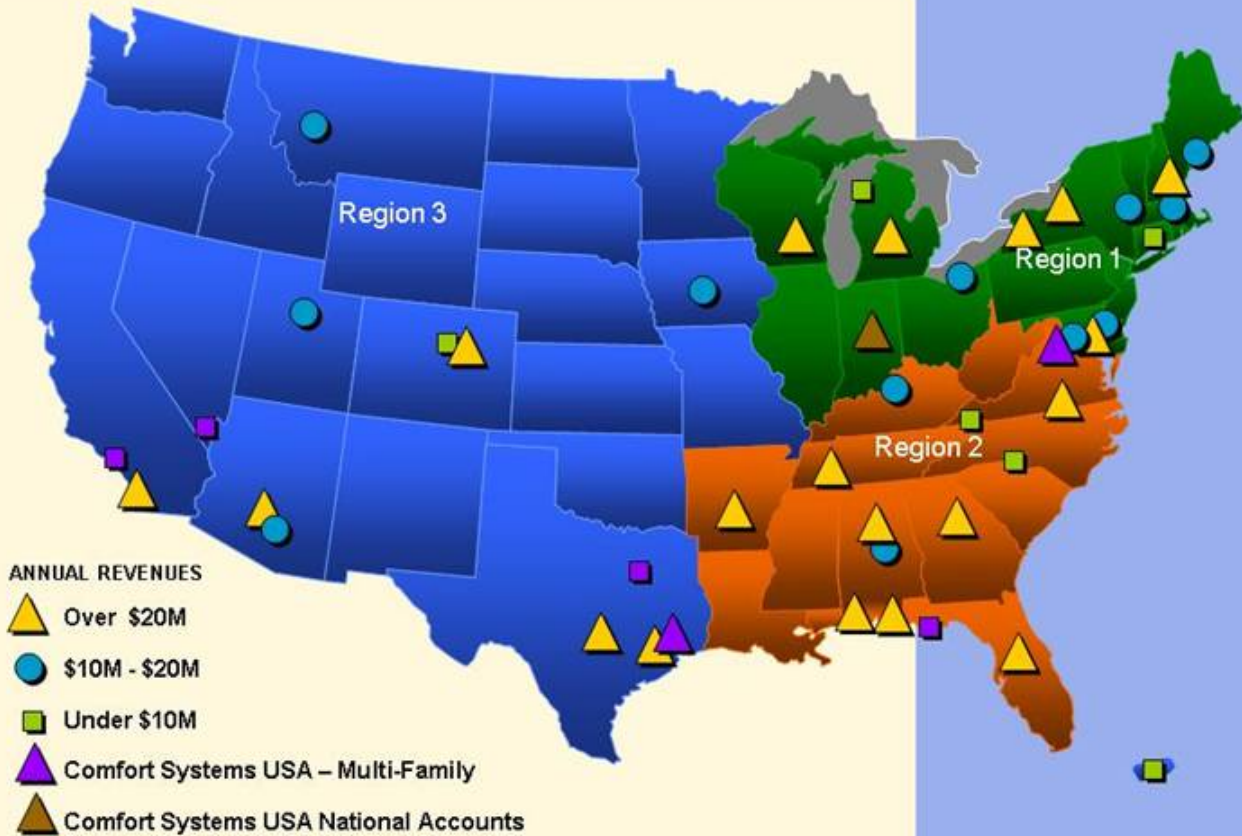 Region 3
Region 1
Region 2
ANNUAL REVENUES
Over $20M
$10M - $20M
Under $10M
Comfort Systems USA – Multi-Family
Comfort Systems USA National Accounts